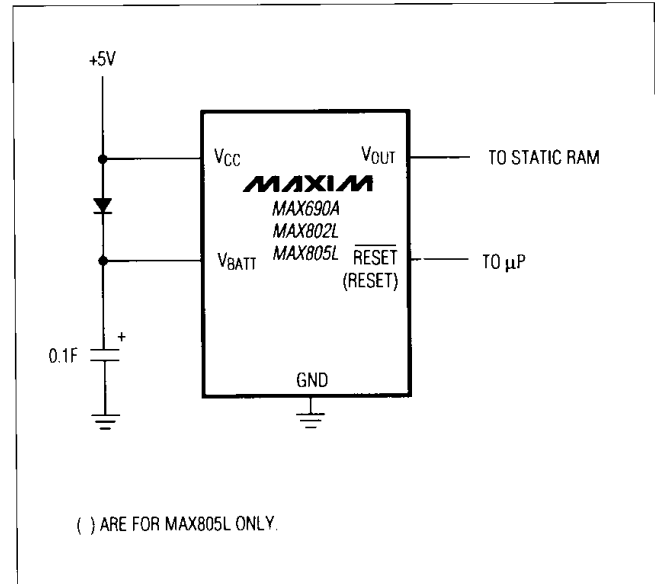 +5V
VCC
VOUT
TO STATIC RAM
MAXIM
MAX690A
MAX802L
MAX805L
VBATT
RESET
(RESET)
TO μP
0.1F
+
GND
( ) ARE FOR MAX805L ONLY.